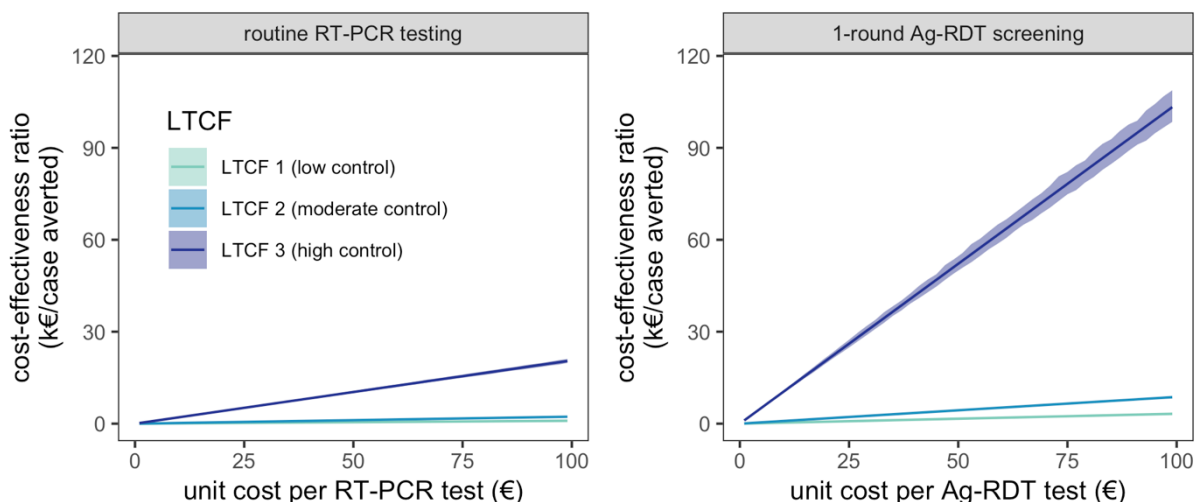 routine RT-PCR testing
1-round Ag-RDT screening
cost-effectiveness ratio
(k€/case averted)
120
90
60
30
0
LTCF
LTCF 1 (low control)
LTCF 2 (moderate control)
LTCF 3 (high control)
0 25 50 75 100
unit cost per RT-PCR test (€)
cost-effectiveness ratio
(k€/case averted)
120
90
60
30
0
0 25 50 75 100
unit cost per Ag-RDT test (€)